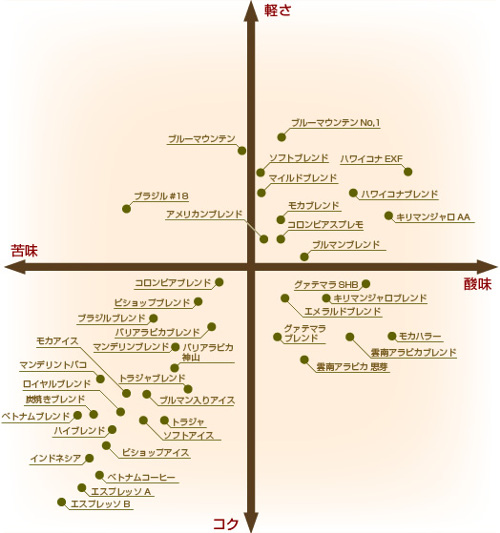 軽さ
ブルーマウンテン No,1
ブルーマウンテン
ソフトブレンド
ハワイコナ EXF
マイルドブレンド
ブラジル #18
ハワイコナブレンド
モカブレンド
アメリカンブレンド
キリマンジャロ AA
コロンビアスプレモ
ブルマンブレンド
苦味
酸味
コロンビアブレンド
グァテマラ SHB
ビショップブレンド
キリマンジャロブレンド
エメラルドブレンド
ブラジルブレンド
バリアラビカブレンド
グァテマラ
ブレンド
モカハラー
モカアイス
マンデリンブレンド
バリアラビカ
神山
雲南アラビカブレンド
マンデリントバコ
雲南アラビカ 思芽
トラジャブレンド
ロイヤルブレンド
炭焼きブレンド
ブルマン入りアイス
ベトナムブレンド
トラジャ
ハイブレンド
ソフトアイス
ビショップアイス
インドネシア
ベトナムコーヒー
エスプレッソ A
エスプレッソ B
コク